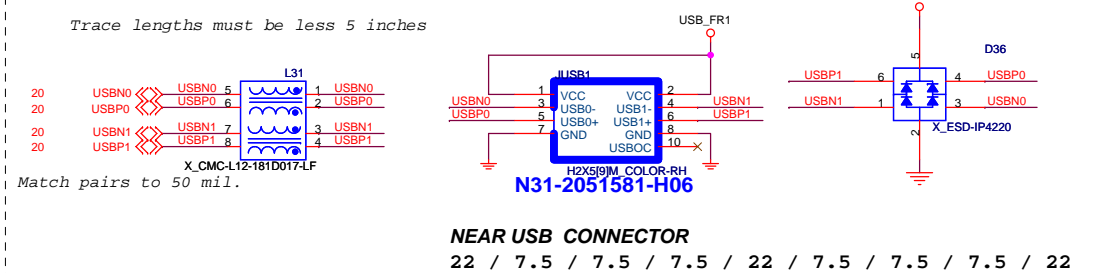 Trace lengths must be less 5 inches
USB_FR1
L31
20 USBN0 USBN0 5 1 USBN0
20 USBP0 USBP0 6 2 USBP0
20 USBN1 USBN1 7 3 USBN1
20 USBP1 USBP1 8 4 USBP1
X_CMC-L12-181D017-LF
Match pairs to 50 mil.
JUSB1
1 VCC VCC 2
USBN0 3 USB0- USB1- 4 USBN1
USBP0 5 USB0+ USB1+ 6 USBP1
7 GND GND 8
USBOC 10
H2X5[9]M_COLOR-RH
N31-2051581-H06
D36
5
USBP1 6 4 USBP0
USBN1 1 3 USBN0
2
X_ESD-IP4220
NEAR USB CONNECTOR
22 / 7.5 / 7.5 / 7.5 / 22 / 7.5 / 7.5 / 7.5 / 22